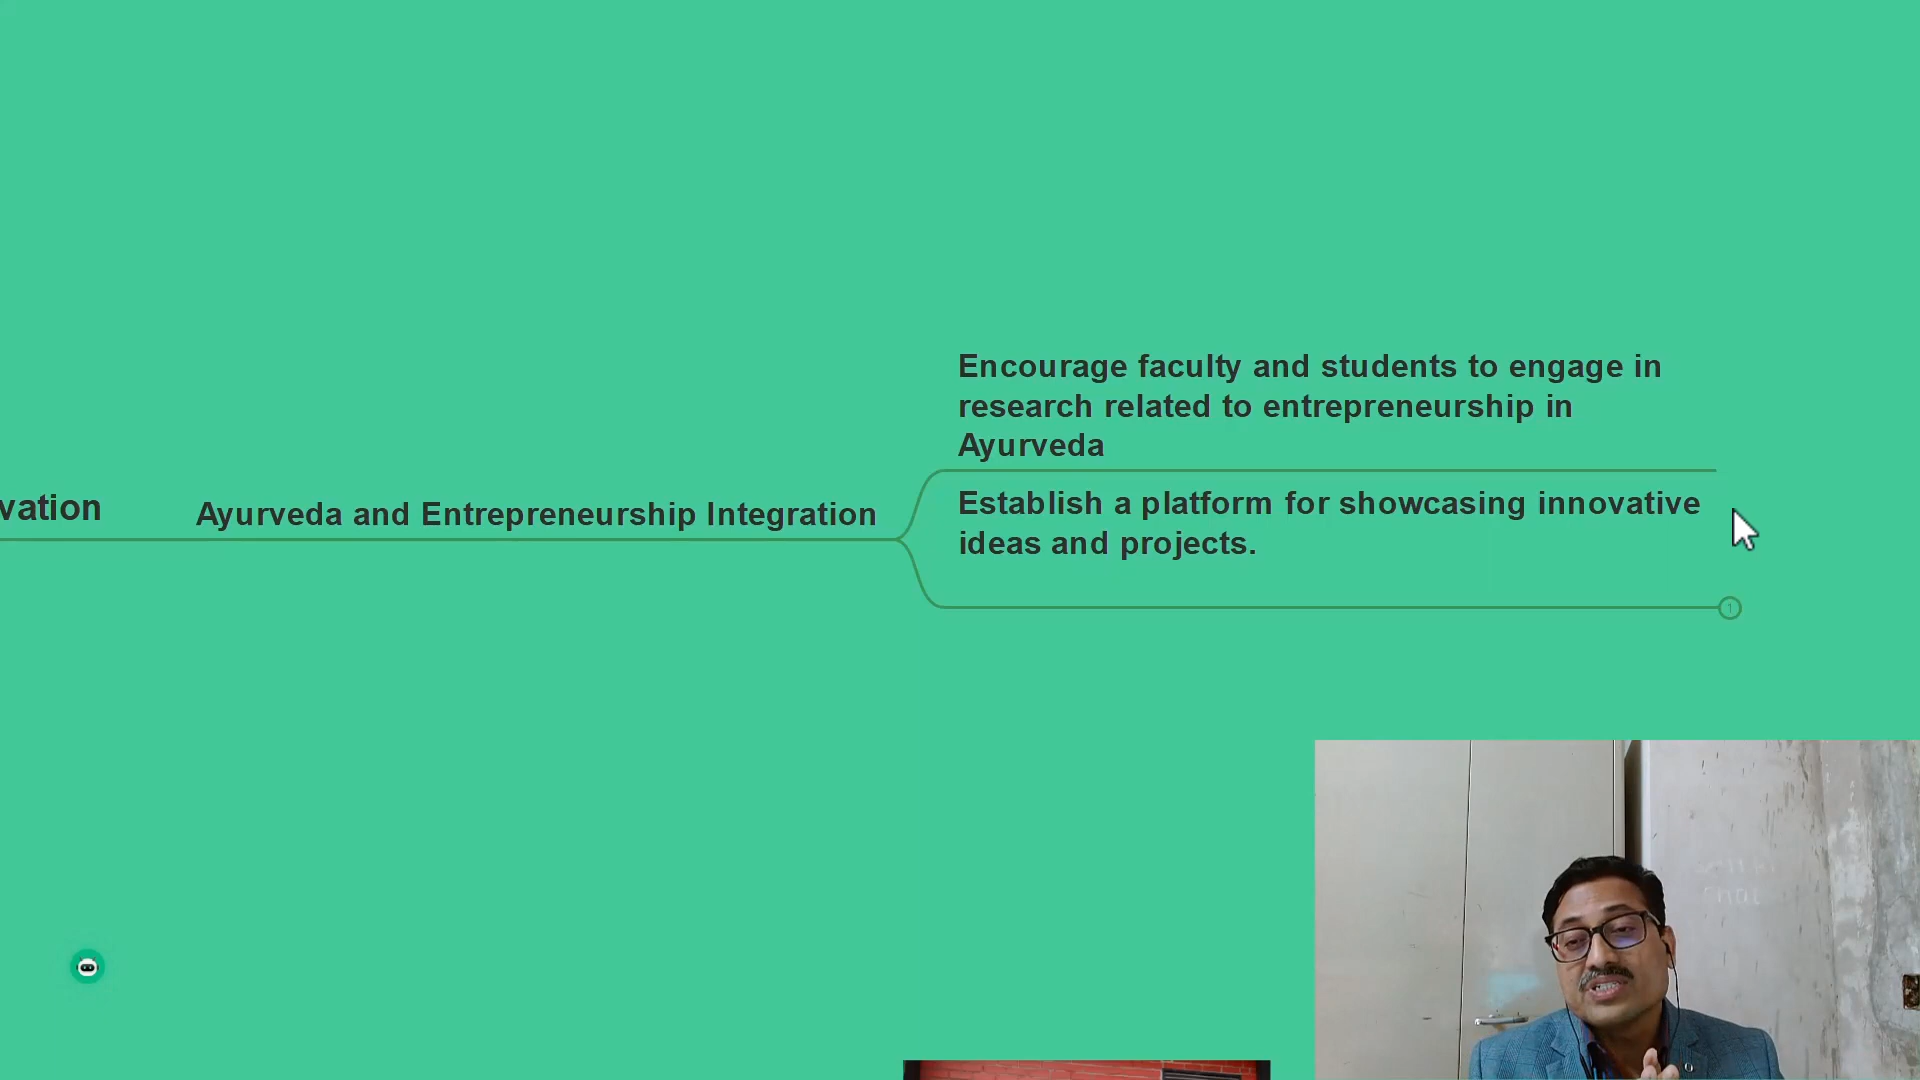 Encourage faculty and students to engage in
research related to entrepreneurship in
Ayurveda
vation
Ayurveda and Entrepreneurship Integration
Establish a platform for showcasing innovative
ideas and projects.
1